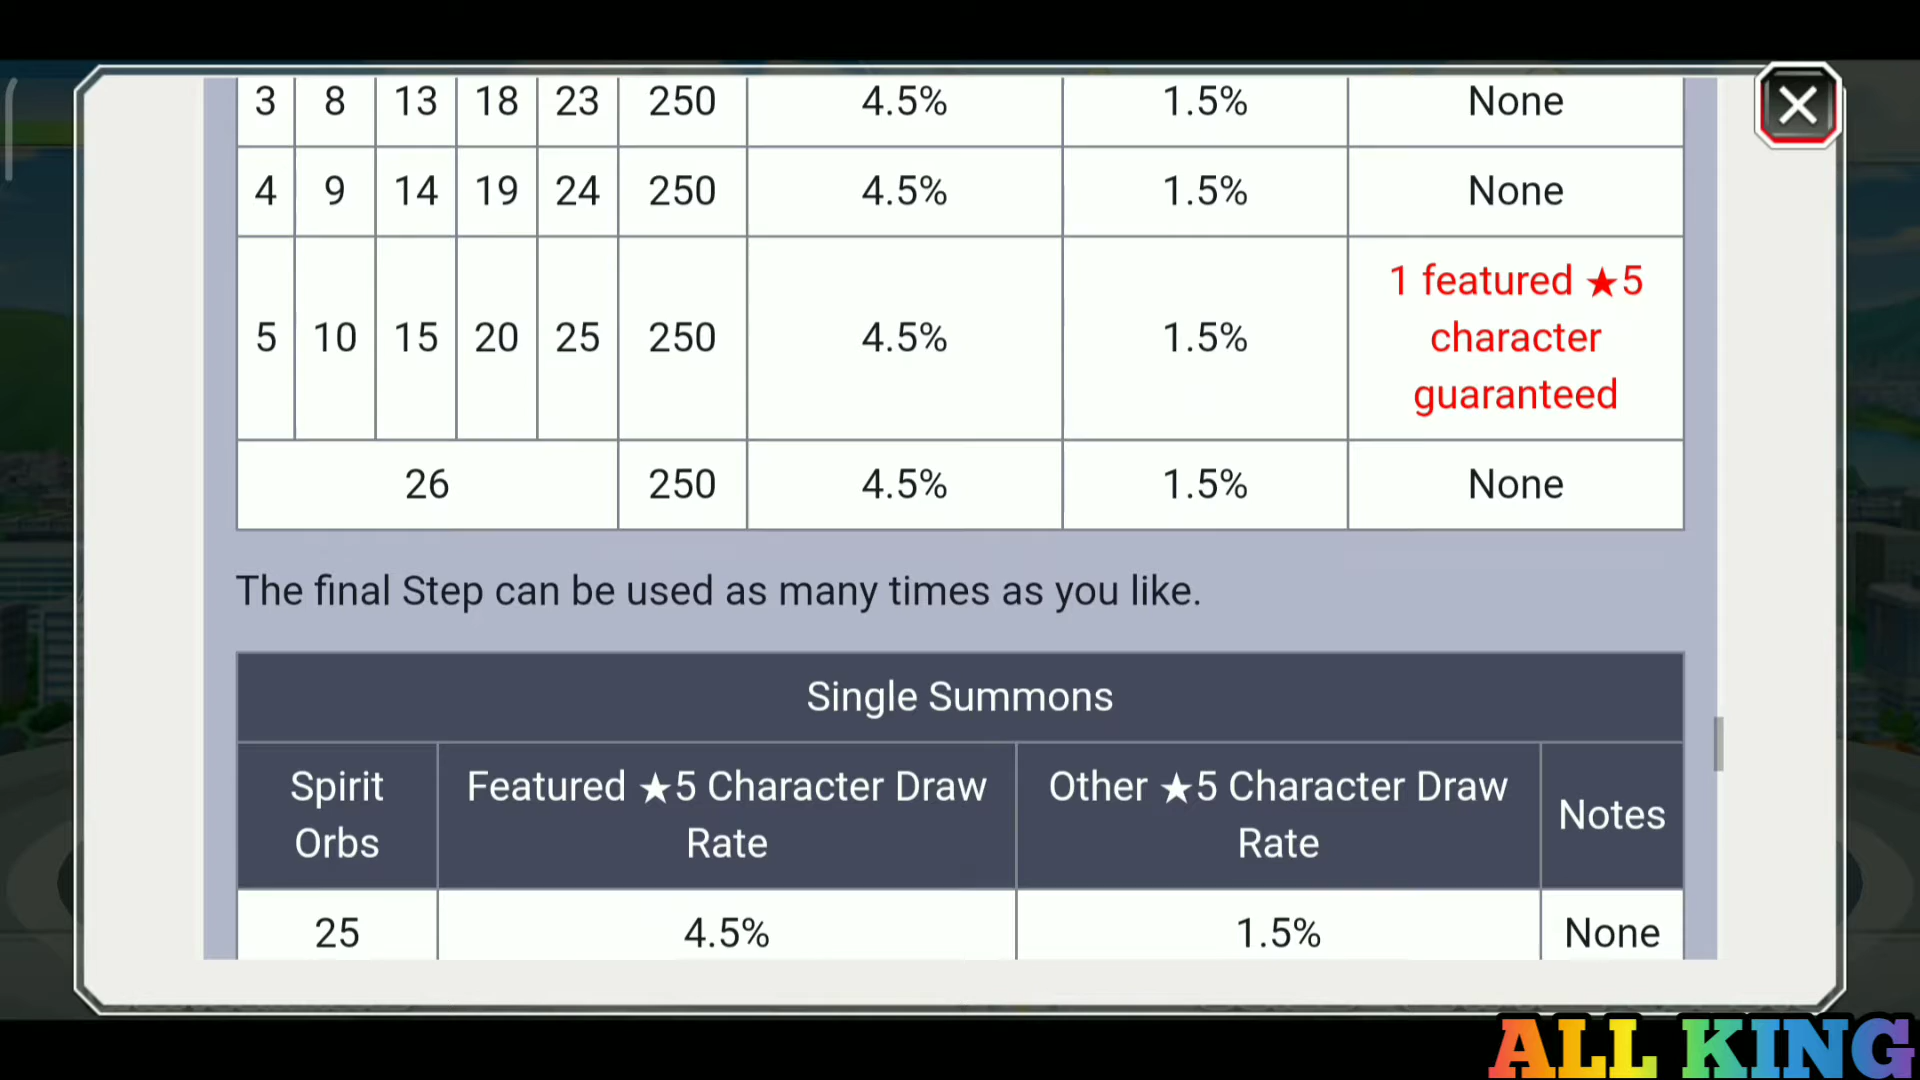 3 8 13 18 23 250 4.5% 1.5% None
4 9 14 19 24 250 4.5% 1.5% None
5 10 15 20 25 250 4.5% 1.5% 1 featured ★5
character
guaranteed
26 250 4.5% 1.5% None
The final Step can be used as many times as you like.
Single Summons
Spirit
Orbs
Featured ★5 Character Draw
Rate
Other ★5 Character Draw
Rate
Notes
25 4.5% 1.5% None
ALL KING